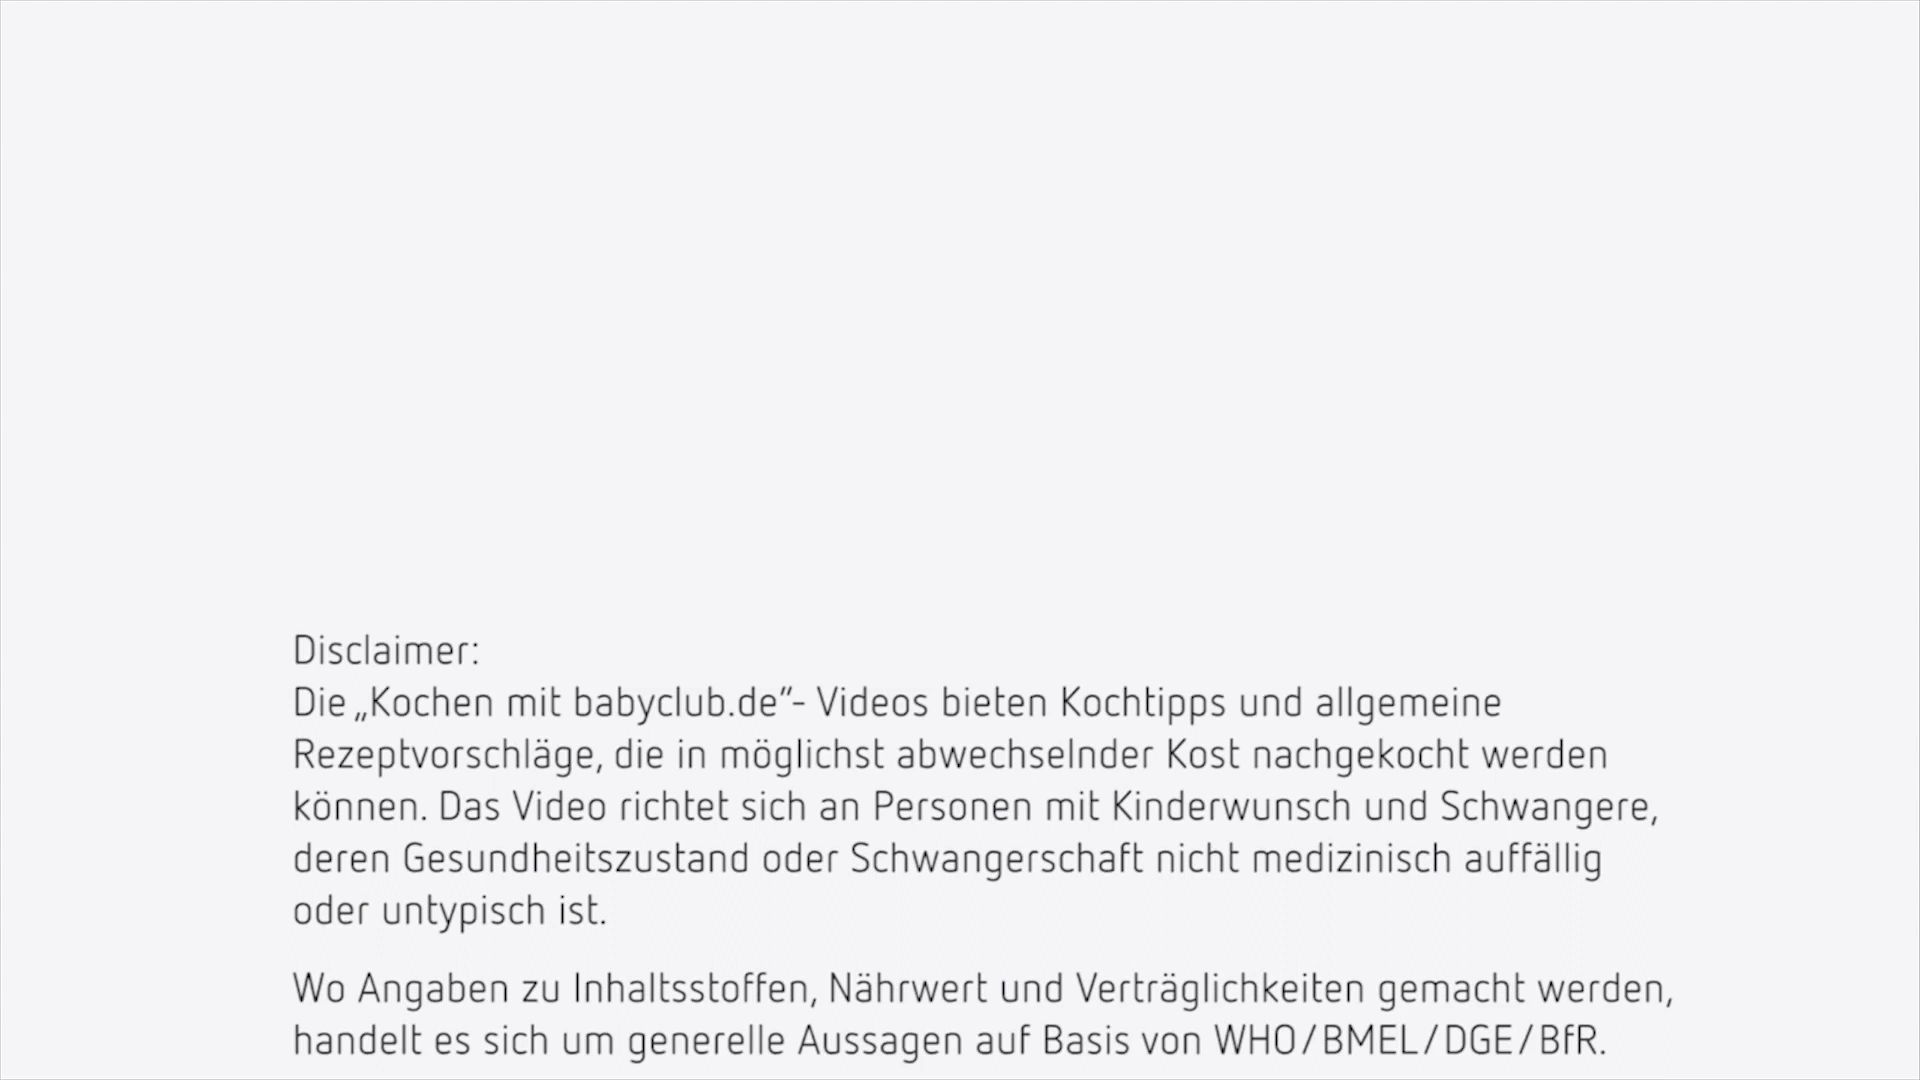 Disclaimer:
Die „Kochen mit babyclub.de“- Videos bieten Kochtipps und allgemeine
Rezeptvorschläge, die in möglichst abwechselnder Kost nachgekocht werden
können. Das Video richtet sich an Personen mit Kinderwunsch und Schwangere,
deren Gesundheitszustand oder Schwangerschaft nicht medizinisch auffällig
oder untypisch ist.
Wo Angaben zu Inhaltsstoffen, Nährwert und Verträglichkeiten gemacht werden,
handelt es sich um generelle Aussagen auf Basis von WHO/BMEL/DGE/BfR.